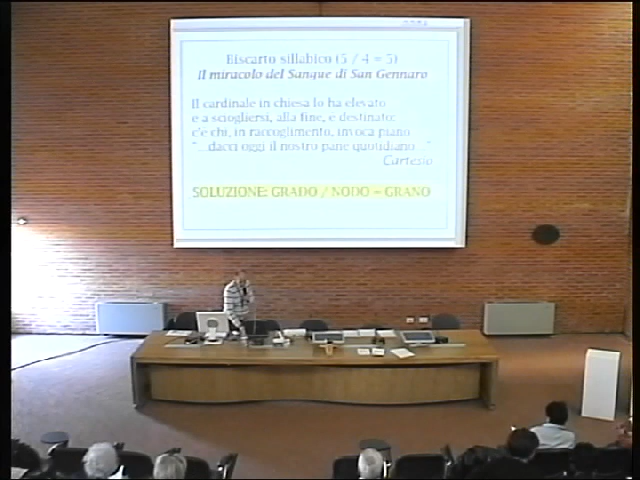 Biscarto sillabico (5 / 4 = 5)
Il miracolo del Sangue di San Gennaro
Il cardinale in chiesa lo ha elevato
e a sciogliersi, alla fine, è destinato:
c'è chi, in raccoglimento, invoca piano
"...dacci oggi il nostro pane quotidiano..."
Cartesio
SOLUZIONE: GRADO / NODO = GRANO